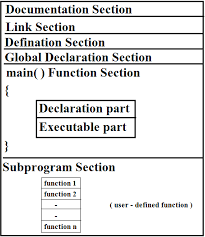 Documentation Section
Link Section
Defination Section
Global Declaration Section
main( ) Function Section
{
Declaration part
Executable part
}
Subprogram Section
function 1
function 2
-
-
function n
( user - defined function )